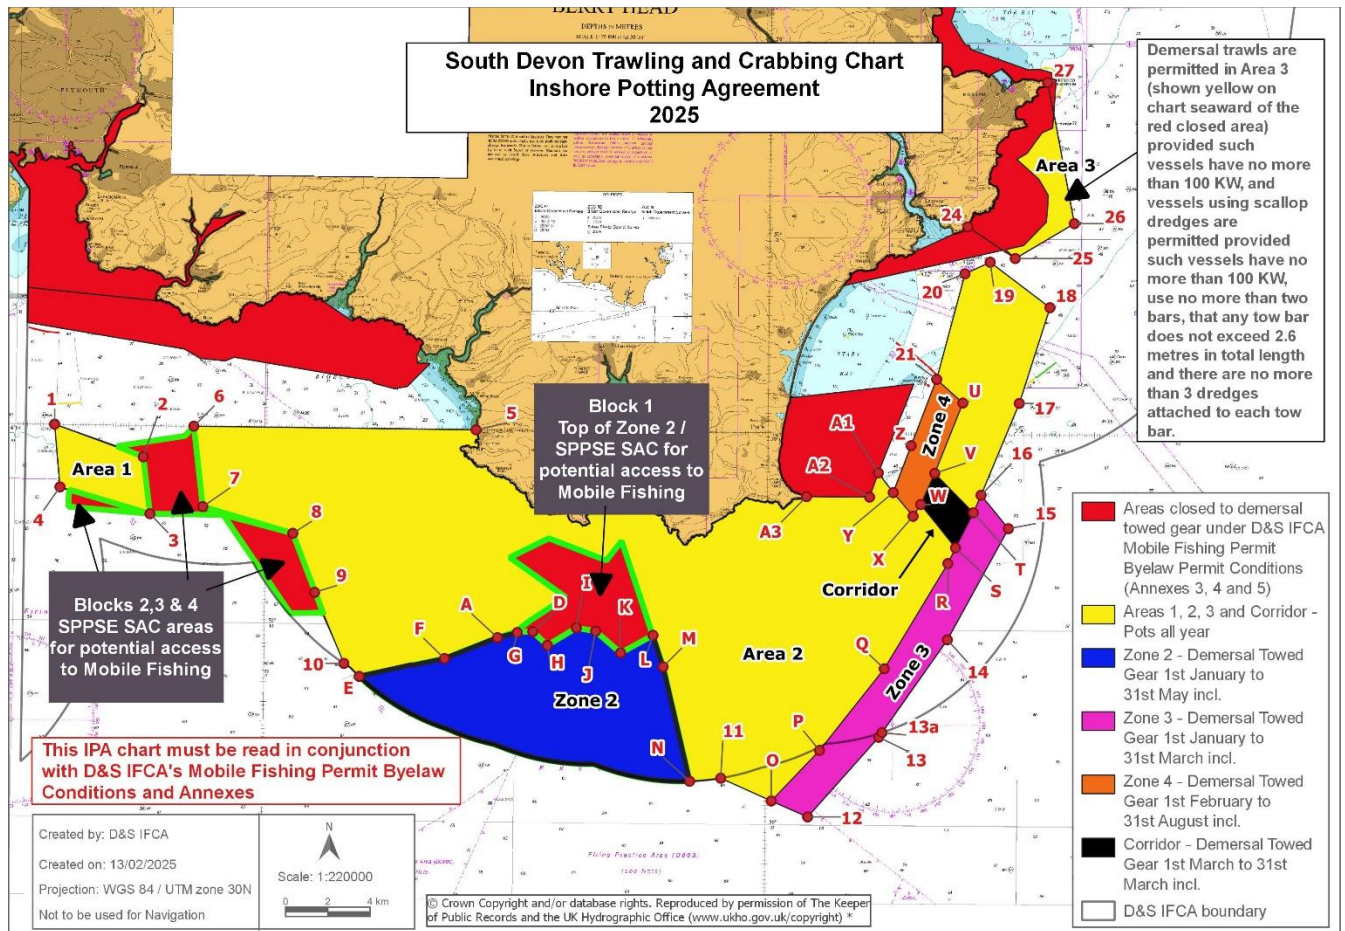 BERRY HEAD
DEPTHS IN METRES
South Devon Trawling and Crabbing Chart
Inshore Potting Agreement
2025
Demersal trawls are
permitted in Area 3
(shown yellow on
chart seaward of the
red closed area)
provided such
vessels have no more
than 100 KW, and
vessels using scallop
dredges are
permitted provided
such vessels have no
more than 100 KW,
use no more than two
bars, that any tow bar
does not exceed 2.6
metres in total length
and there are no more
than 3 dredges
attached to each tow
bar.
PLYMOUTH
27
Area 3
24
26
25
20
19
18
21
U
17
1
2
6
5
Block 1
Top of Zone 2 /
SPPSE SAC for
potential access to
Mobile Fishing
A1
Z
Zone 4
V
Area 1
A2
16
4
3
7
A3
Y
W
X
15
8
Corridor
T
S
9
I
R
Blocks 2,3 & 4
SPPSE SAC areas
for potential access
to Mobile Fishing
A
D
K
F
G
H
J
L
M
Area 2
Q
14
10
E
Zone 2
Zone 3
P
13a
13
N
11
O
12
This IPA chart must be read in conjunction
with D&S IFCA's Mobile Fishing Permit Byelaw
Conditions and Annexes
Areas closed to demersal
towed gear under D&S IFCA
Mobile Fishing Permit
Byelaw Permit Conditions
(Annexes 3, 4 and 5)
Areas 1, 2, 3 and Corridor -
Pots all year
Zone 2 - Demersal Towed
Gear 1st January to
31st May incl.
Zone 3 - Demersal Towed
Gear 1st January to
31st March incl.
Zone 4 - Demersal Towed
Gear 1st February to
31st August incl.
Corridor - Demersal Towed
Gear 1st March to 31st
March incl.
D&S IFCA boundary
Created by: D&S IFCA
Created on: 13/02/2025
Projection: WGS 84 / UTM zone 30N
Not to be used for Navigation
N
Scale: 1:220000
0 2 4 km
Firing Practice Area (D003)
(see Note)
© Crown Copyright and/or database rights. Reproduced by permission of The Keeper
of Public Records and the UK Hydrographic Office (www.ukho.gov.uk/copyright) *